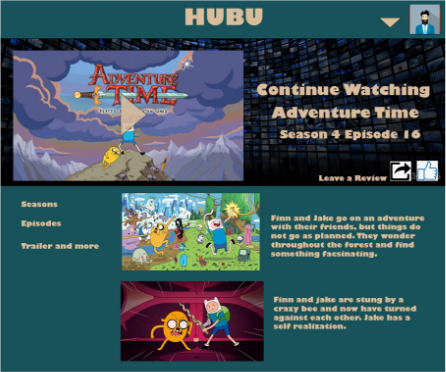 HUBU
ADVENTURE
TIME
Continue Watching
Adventure Time
Season 4 Episode 16
Leave a Review
Seasons
Episodes
Trailer and more
Finn and Jake go on an adventure
with their friends, but things do
not go as planned. They wonder
throughout the forest and find
something facsinating.
Finn and jake are stung by a
crazy bee and now have turned
against each other. Jake has a
self realization.